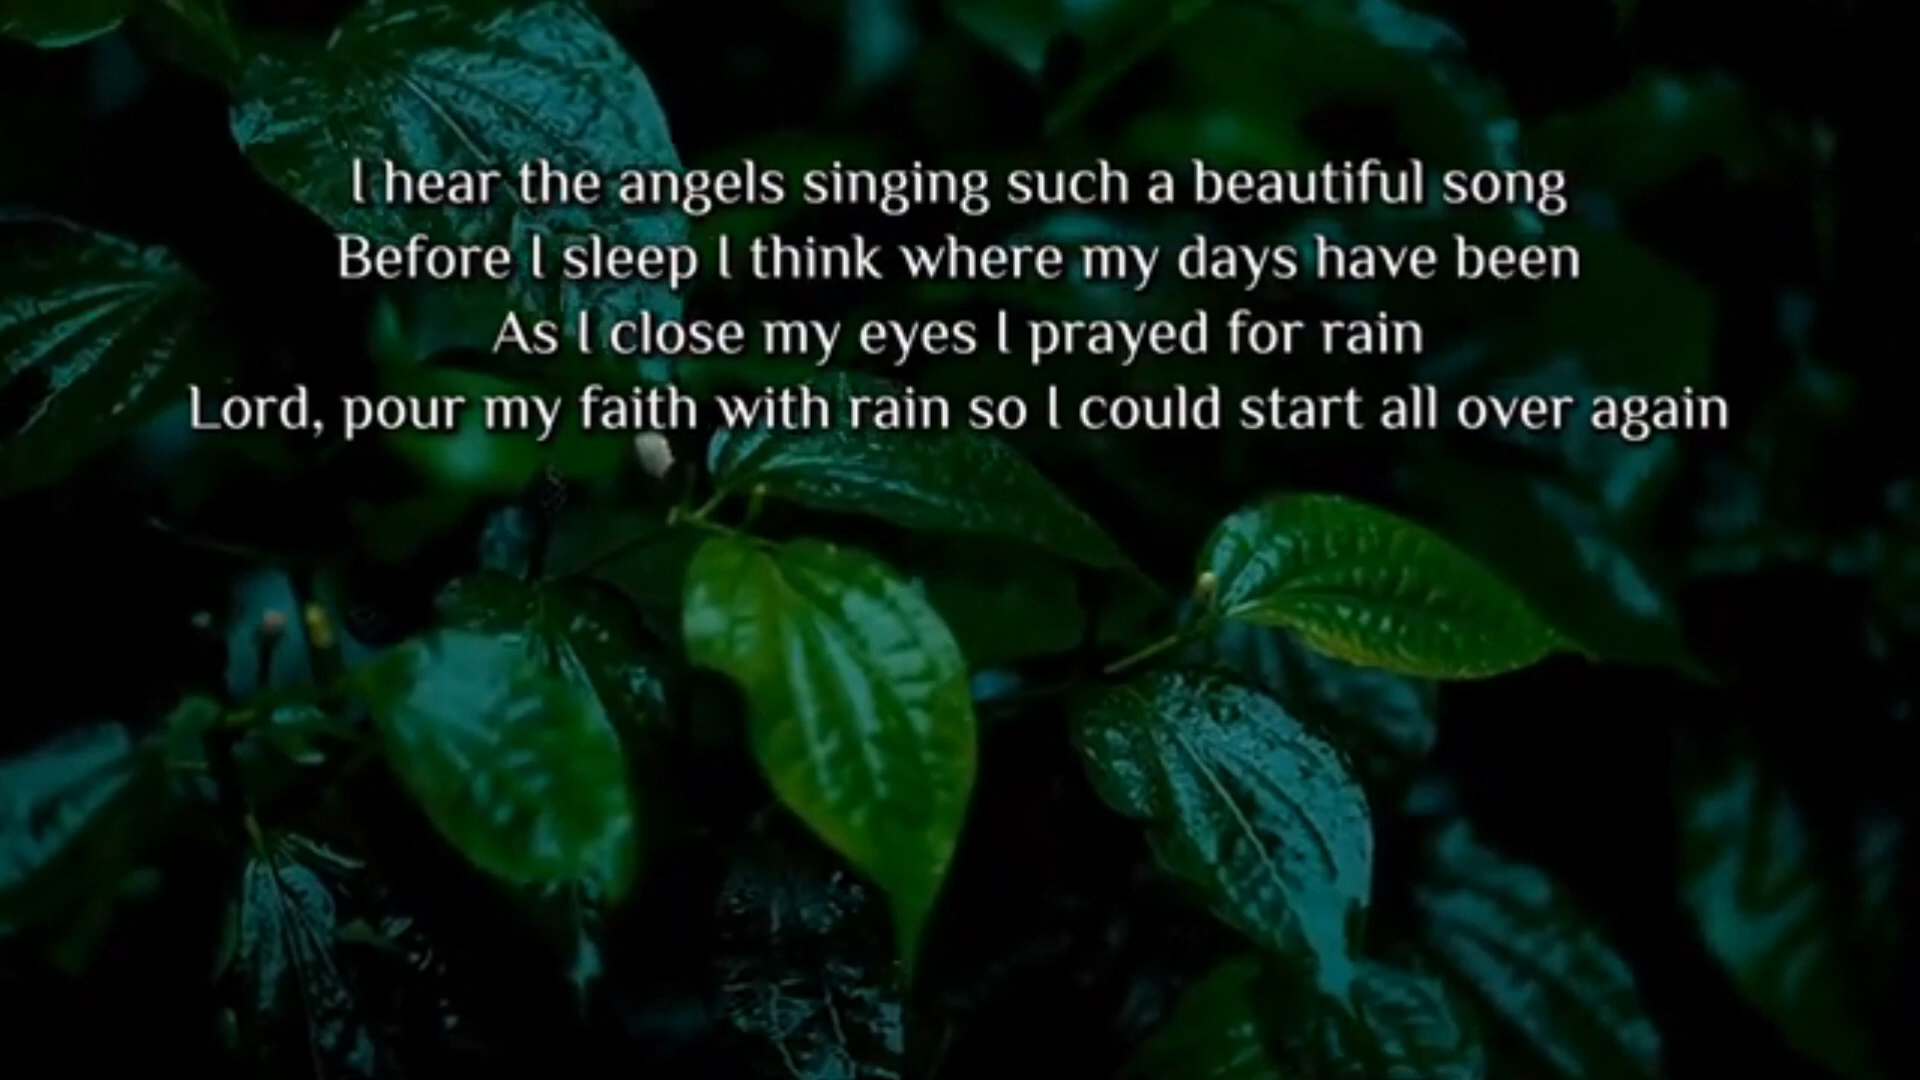 I hear the angels singing such a beautiful song
Before I sleep I think where my days have been
As I close my eyes I prayed for rain
Lord, pour my faith with rain so I could start all over again